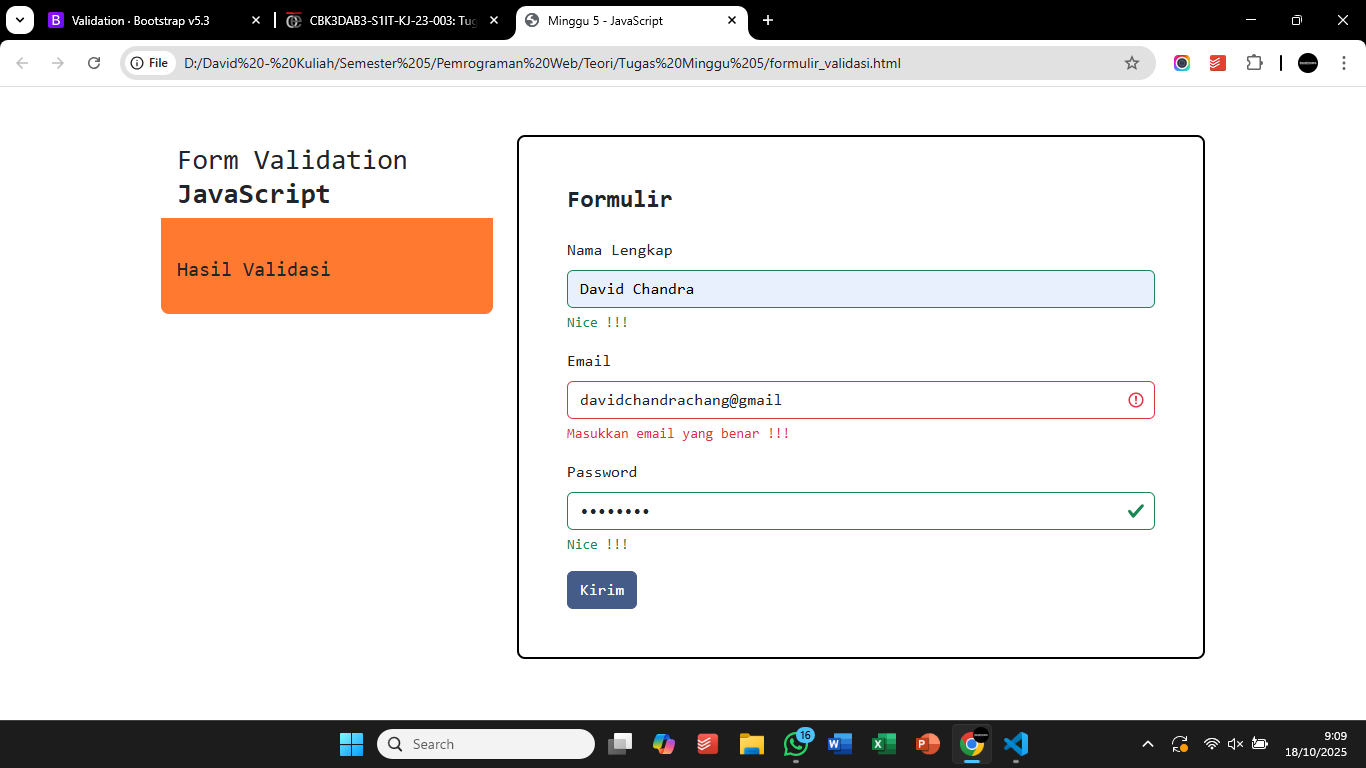 Validation · Bootstrap v5.3
CBK3DAB3-S1IT-KJ-23-003: Tug
Minggu 5 - JavaScript
File
D:/David%20-%20Kuliah/Semester%205/Pemrograman%20Web/Teori/Tugas%20Minggu%205/formulir_validasi.html
Form Validation
JavaScript
Hasil Validasi
Formulir
Nama Lengkap
David Chandra
Nice !!!
Email
davidchandrachang@gmail
Masukkan email yang benar !!!
Password
••••••••
Nice !!!
Kirim
Search
16
9:09
18/10/2025